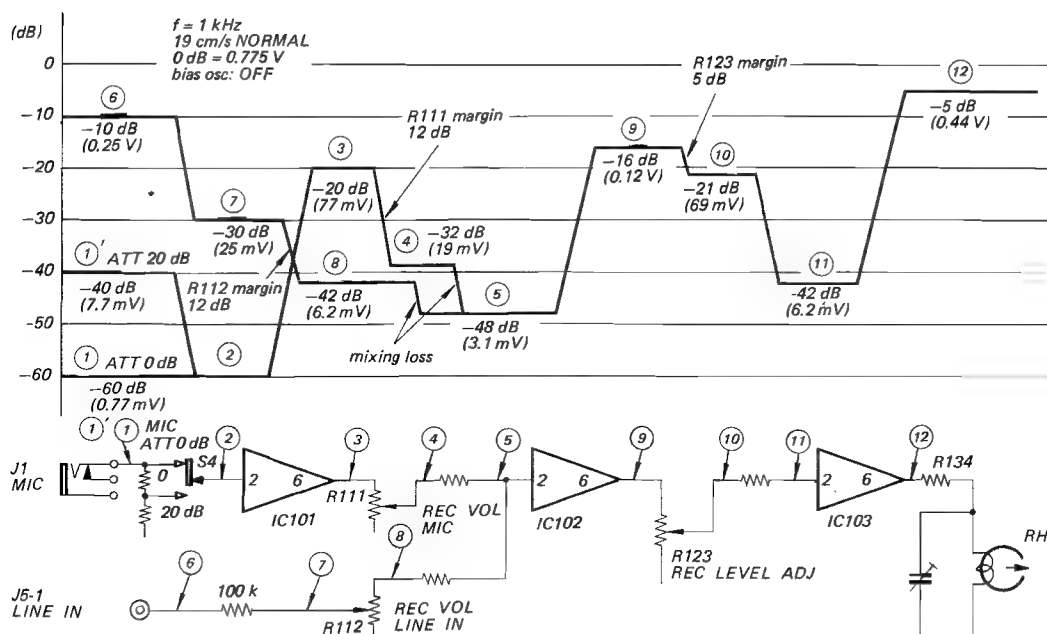 (dB)
f = 1 kHz
19 cm/s NORMAL
0 dB = 0.775 V
bias osc: OFF
0
-10
-20
-30
-40
-50
-60
6
-10 dB
(0.25 V)
7
-30 dB
(25 mV)
1' ATT 20 dB
-40 dB
(7.7 mV)
R112 margin
12 dB
1 ATT 0 dB
-60 dB
(0.77 mV)
2
3
-20 dB
(77 mV)
R111 margin
12 dB
4
-32 dB
(19 mV)
8
-42 dB
(6.2 mV)
mixing loss
5
-48 dB
(3.1 mV)
9
-16 dB
(0.12 V)
R123 margin
5 dB
10
-21 dB
(69 mV)
11
-42 dB
(6.2 mV)
12
-5 dB
(0.44 V)
1' 1 MIC
ATT 0 dB
J1
MIC
0
20 dB
S4
2
2 6
IC101
3
R111
4
REC VOL
MIC
5
2 6
IC102
9
R123
REC LEVEL ADJ
10
11
2 6
IC103
12
R134
RH
J5-1
LINE IN
6
100 k
7
R112
8
REC VOL
LINE IN